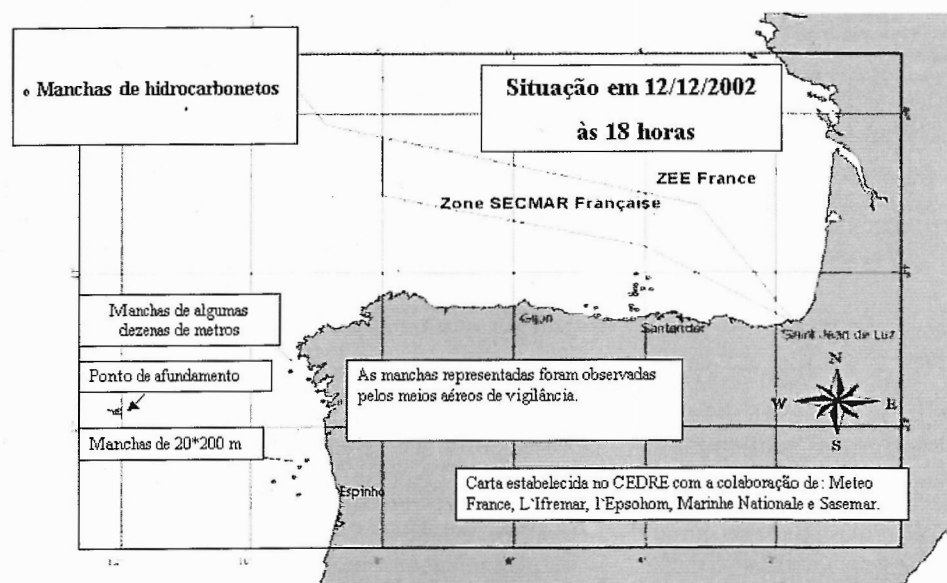 Manchas de hidrocarbonetos
Situação em 12/12/2002
às 18 horas
ZEE France
Zone SECMAR Française
Manchas de algumas
dezenas de metros
Gijon
Santander
Saint Jean de Luz
Ponto de afundamento
As manchas representadas foram observadas
pelos meios aéreos de vigilância.
N
W
E
S
Manchas de 20*200 m
Espinho
Carta estabelecida no CEDRE com a colaboração de: Meteo
France, L`Ifremar, l`Epsohom, Marinhe Nationale e Sasemar.